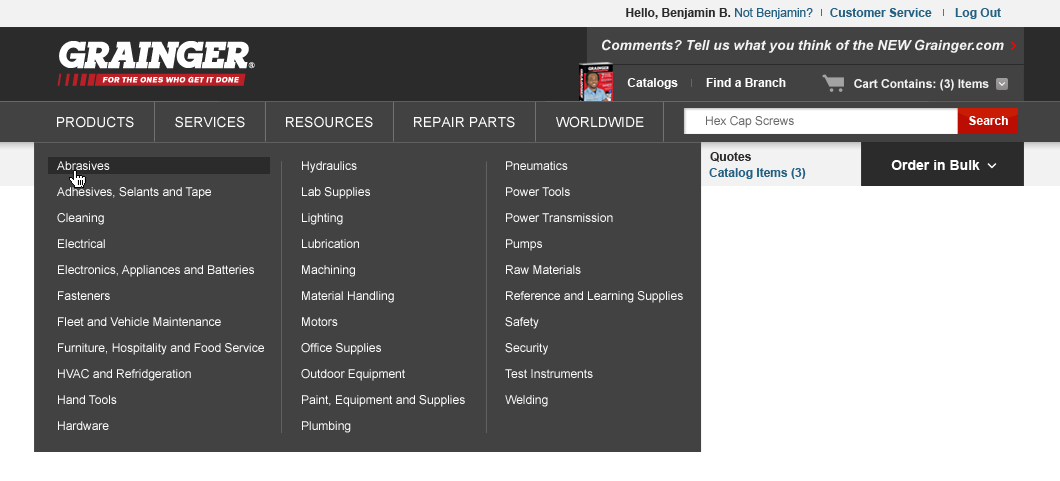 Hello, Benjamin B. Not Benjamin? Customer Service Log Out
GRAINGER®
FOR THE ONES WHO GET IT DONE
Comments? Tell us what you think of the NEW Grainger.com
GRAINGER
Catalogs Find a Branch Cart Contains: (3) Items
PRODUCTS SERVICES RESOURCES REPAIR PARTS WORLDWIDE Hex Cap Screws Search
Quotes
Catalog Items (3)
Order in Bulk
Abrasives
Adhesives, Selants and Tape
Cleaning
Electrical
Electronics, Appliances and Batteries
Fasteners
Fleet and Vehicle Maintenance
Furniture, Hospitality and Food Service
HVAC and Refridgeration
Hand Tools
Hardware
Hydraulics
Lab Supplies
Lighting
Lubrication
Machining
Material Handling
Motors
Office Supplies
Outdoor Equipment
Paint, Equipment and Supplies
Plumbing
Pneumatics
Power Tools
Power Transmission
Pumps
Raw Materials
Reference and Learning Supplies
Safety
Security
Test Instruments
Welding